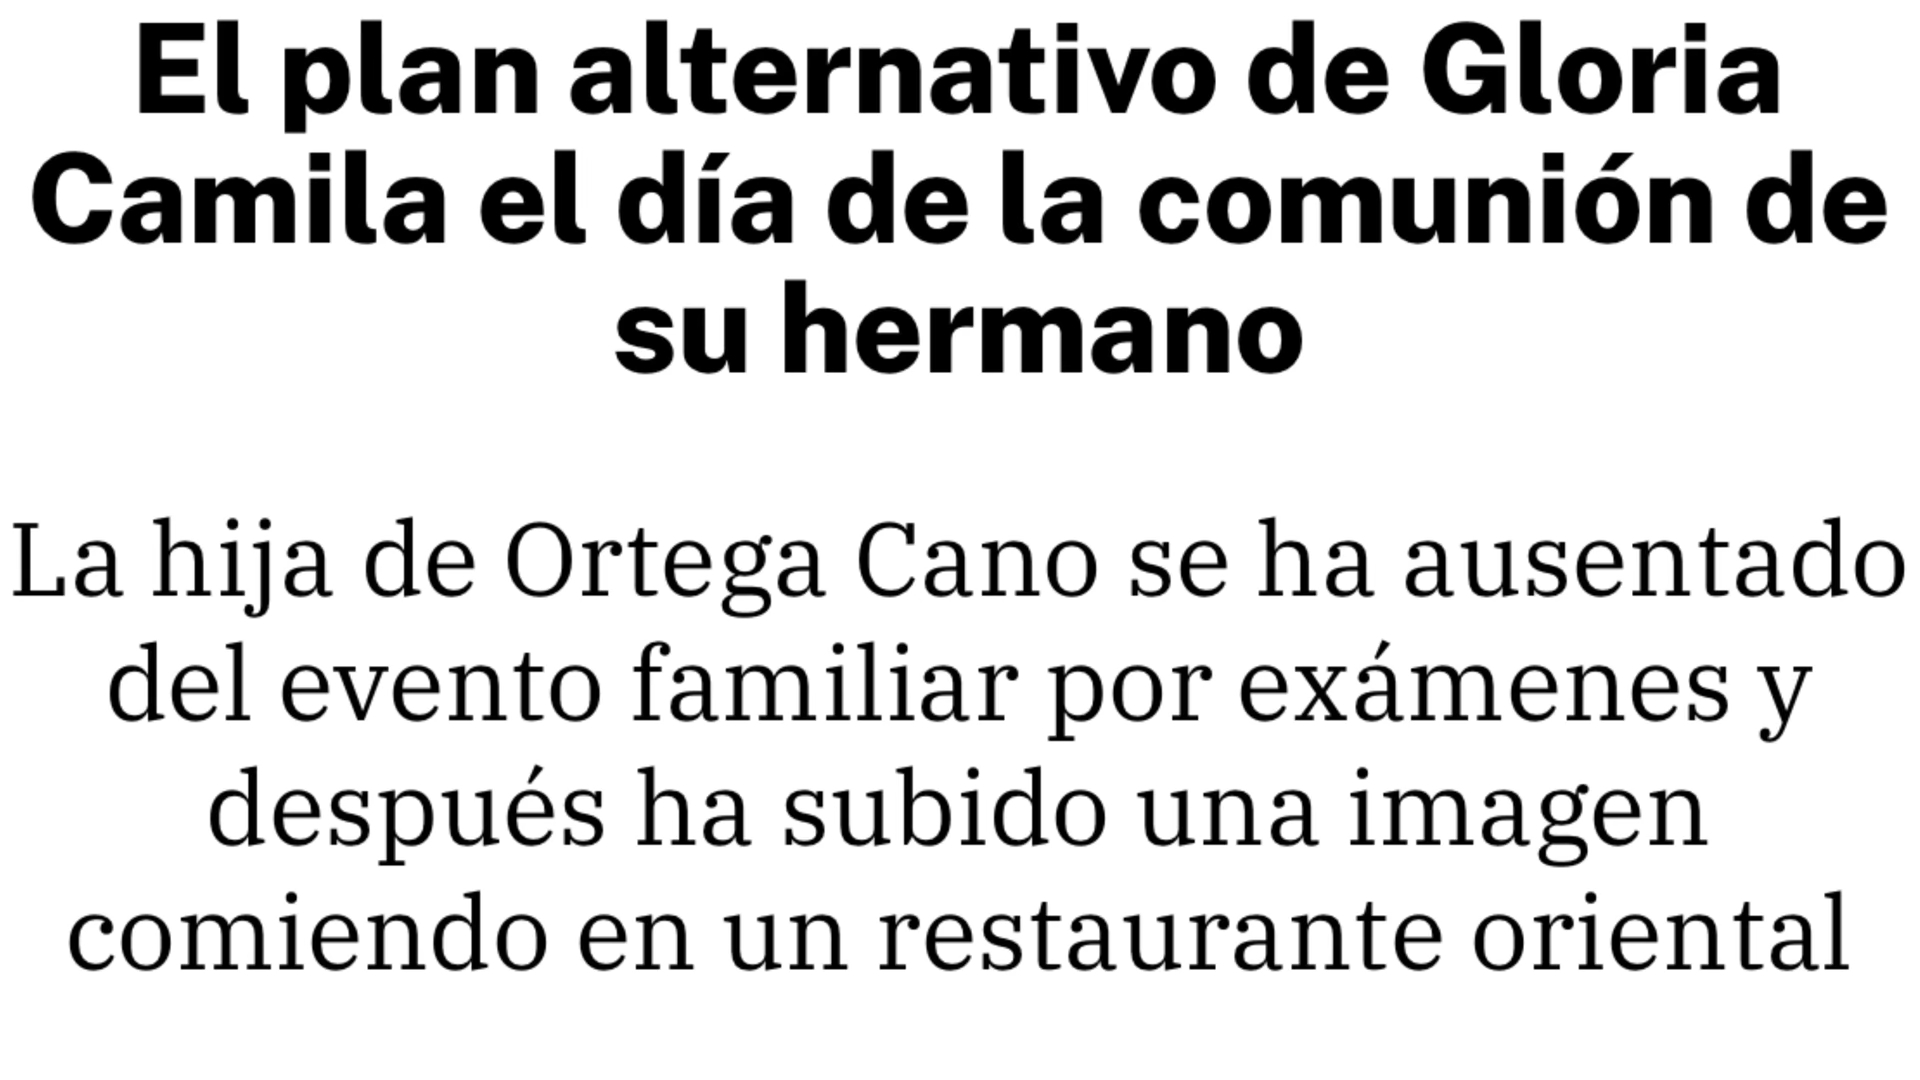 El plan alternativo de Gloria
Camila el día de la comunión de
su hermano
La hija de Ortega Cano se ha ausentado
del evento familiar por exámenes y
después ha subido una imagen
comiendo en un restaurante oriental